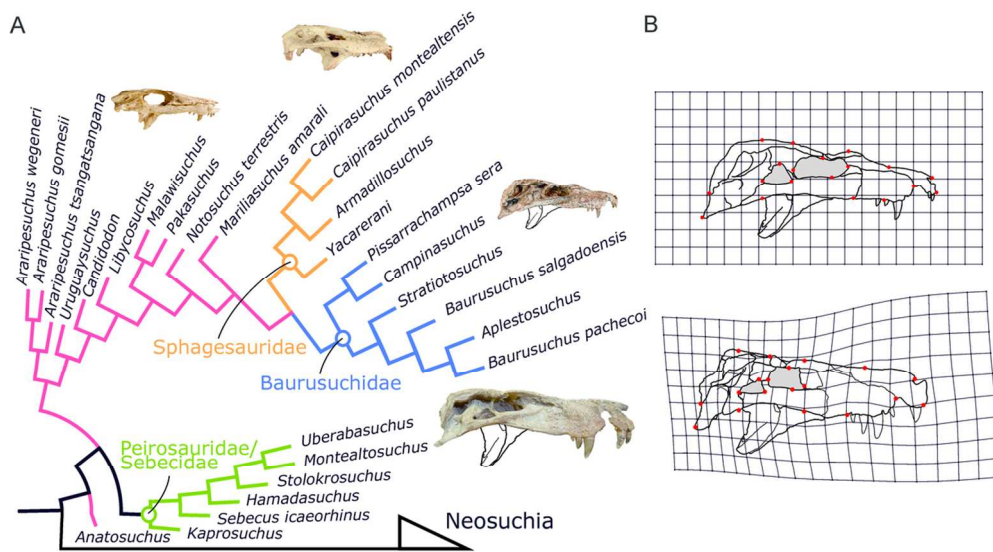 A
B
Araripesuchus wegeneri
Araripesuchus gomesii
Araripesuchus tsangatsangana
Uruguaysuchus
Candidodon
Libycosuchus
Malawisuchus
Pakasuchus
Notosuchus terrestris
Mariliasuchus amarali
Caipirasuchus montealtensis
Caipirasuchus paulistanus
Armadillosuchus
Yacarerani
Pissarrachampsa sera
Campinasuchus
Stratiotosuchus
Baurusuchus salgadoensis
Aplestosuchus
Baurusuchus pachecoi
Sphagesauridae
Baurusuchidae
Peirosauridae/
Sebecidae
Uberabasuchus
Montealtosuchus
Stolokrosuchus
Hamadasuchus
Sebecus icaeorhinus
Kaprosuchus
Anatosuchus
Neosuchia